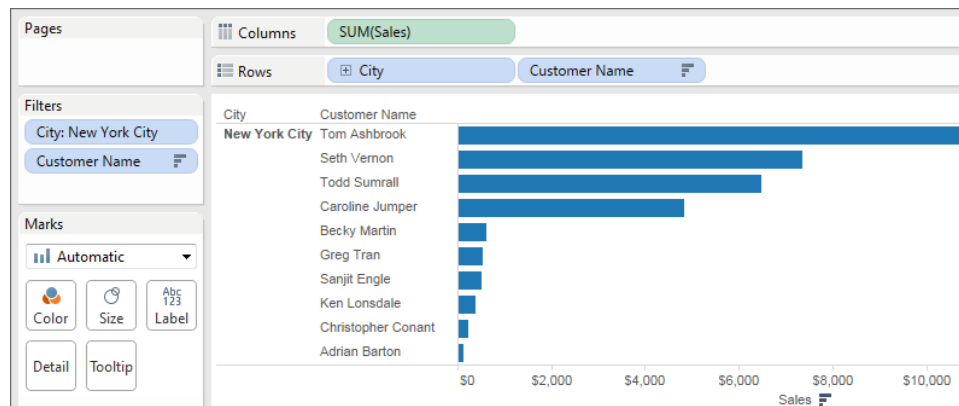 Pages
Columns
SUM(Sales)
Rows
City
Customer Name
Filters
City: New York City
Customer Name
Marks
Automatic
Color
Size
Abc
123
Label
Detail
Tooltip
City Customer Name
New York City Tom Ashbrook
Seth Vernon
Todd Sumrall
Caroline Jumper
Becky Martin
Greg Tran
Sanjit Engle
Ken Lonsdale
Christopher Conant
Adrian Barton
$0 $2,000 $4,000 $6,000 $8,000 $10,000
Sales